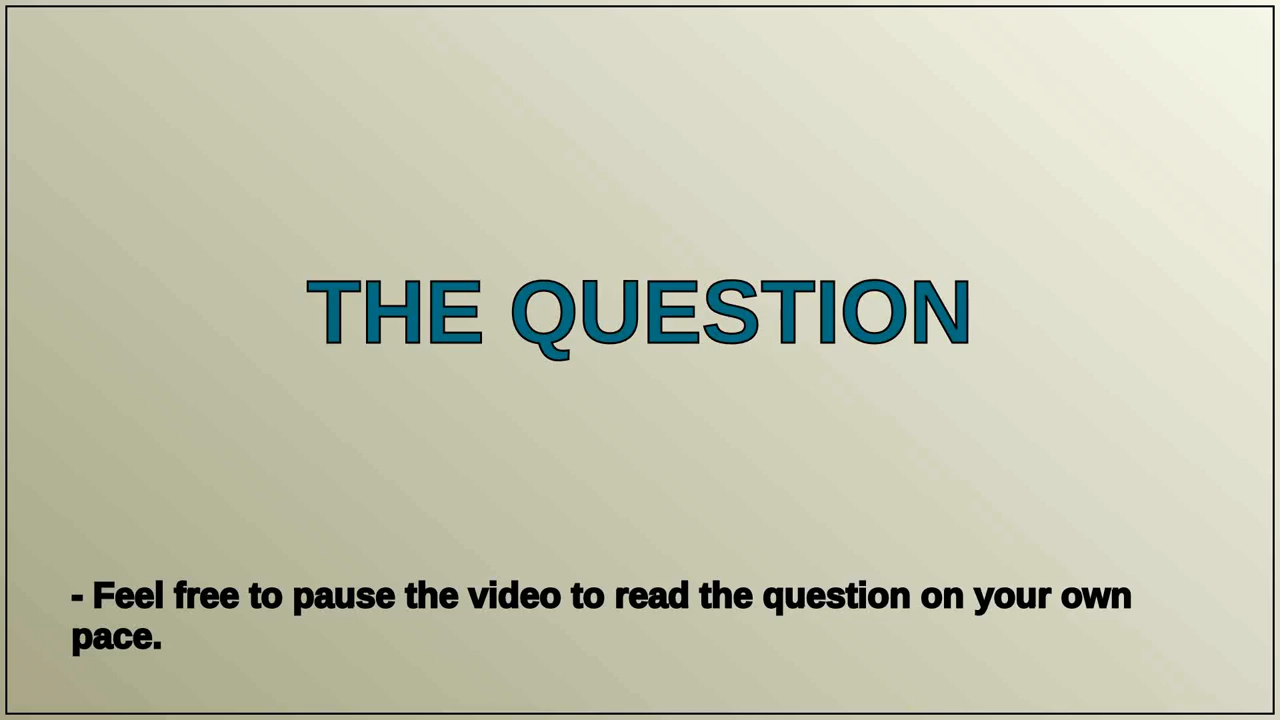 THE QUESTION
- Feel free to pause the video to read the question on your own
pace.